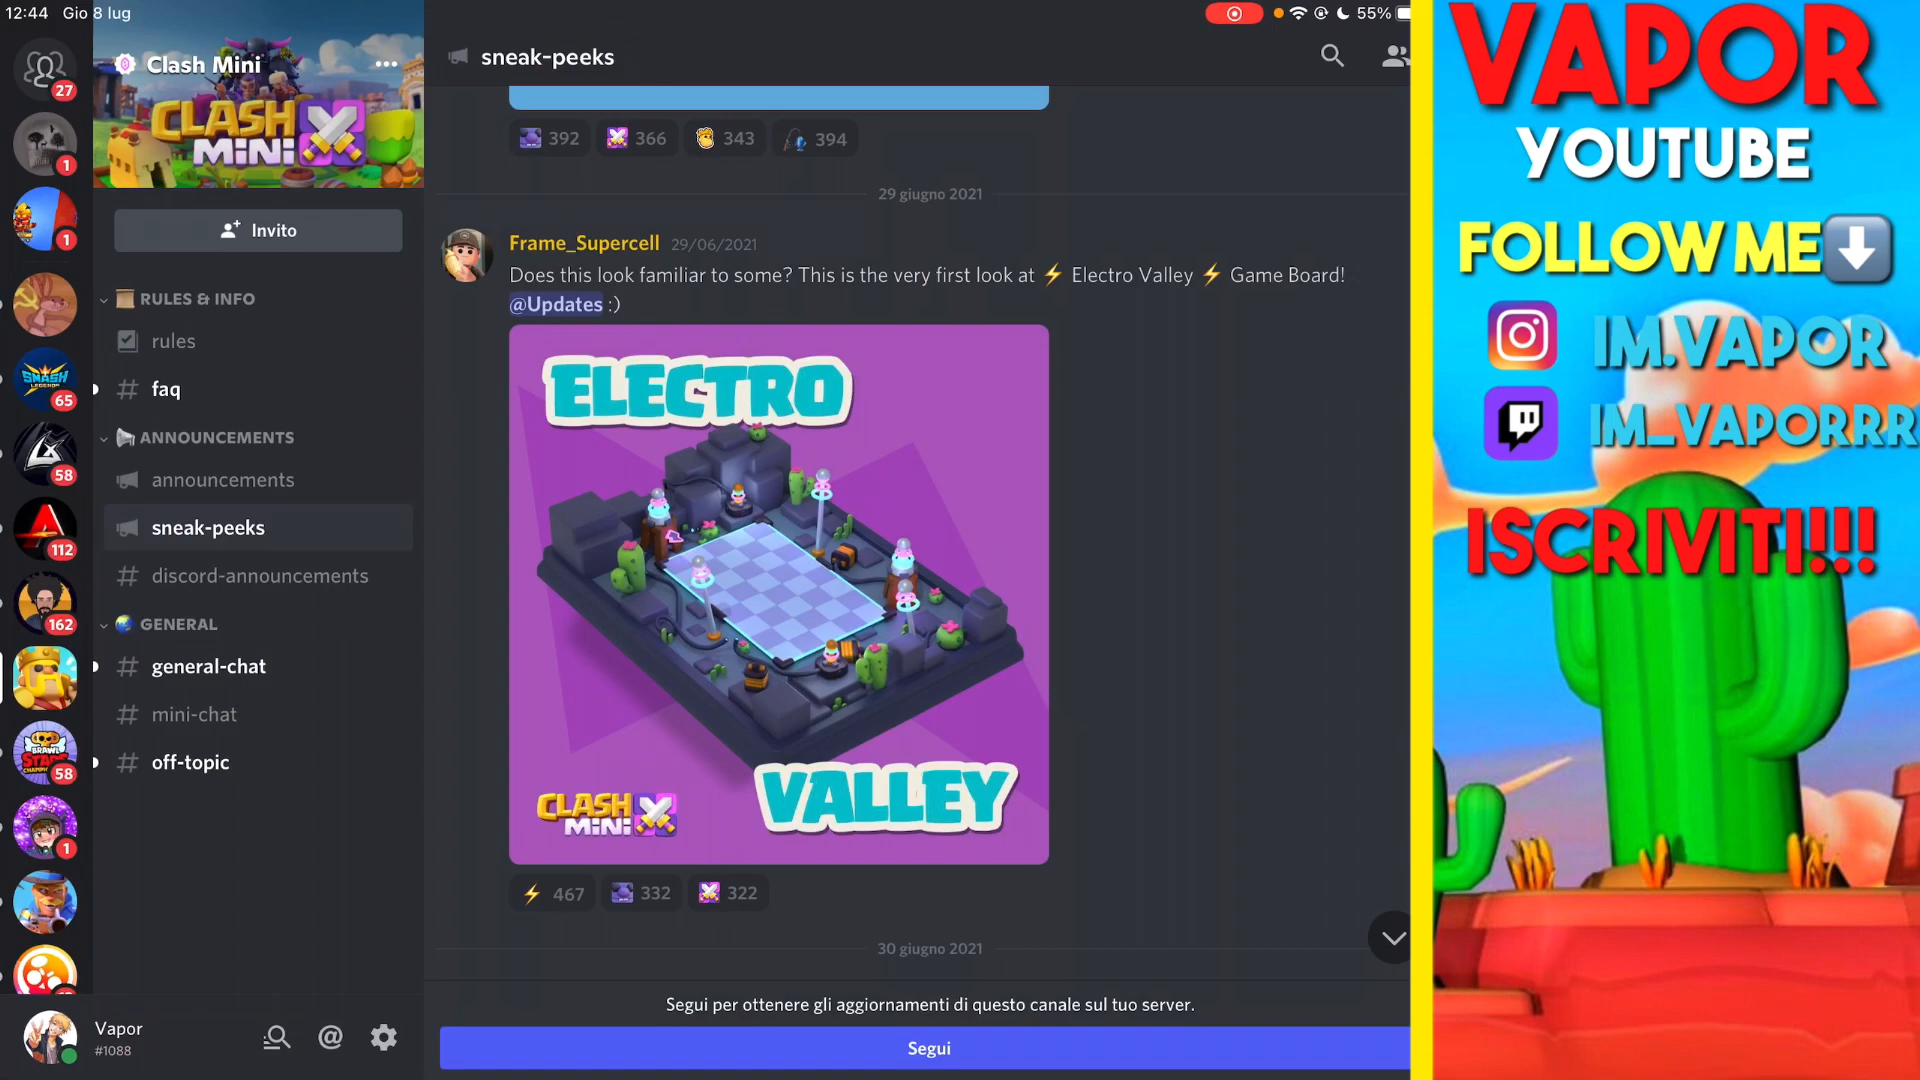 12:44 Gio 8 lug
55%
27
1
1
65
58
112
162
58
1
Clash Mini
CLASH
MINI
Invito
RULES & INFO
rules
faq
ANNOUNCEMENTS
announcements
sneak-peeks
discord-announcements
GENERAL
general-chat
mini-chat
off-topic
Vapor
#1088
sneak-peeks
392 366 343 394
29 giugno 2021
Frame_Supercell 29/06/2021
Does this look familiar to some? This is the very first look at ⚡ Electro Valley ⚡ Game Board!
@Updates :)
ELECTRO
VALLEY
CLASH
MINI
467 332 322
30 giugno 2021
Segui per ottenere gli aggiornamenti di questo canale sul tuo server.
Segui
VAPOR
YOUTUBE
FOLLOW ME
IM.VAPOR
IM_VAPORRR
ISCRIVITI!!!